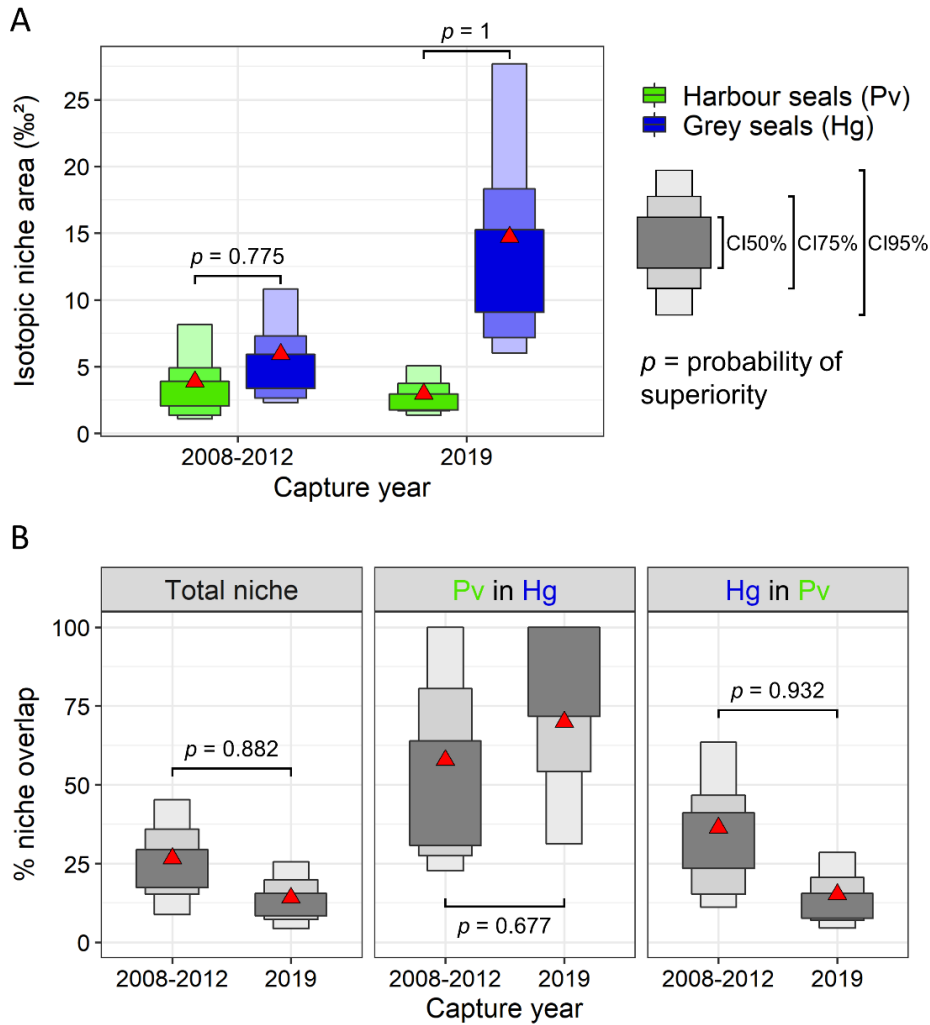 A
p = 1
25
20
15
10
5
0
p = 0.775
Isotopic niche area (‰²)
2008-2012
2019
Capture year
Harbour seals (Pv)
Grey seals (Hg)
CI50%
CI75%
CI95%
p = probability of
superiority
B
Total niche
Pv in Hg
Hg in Pv
100
75
50
25
0
% niche overlap
p = 0.882
p = 0.677
p = 0.932
2008-2012
2019
2008-2012
2019
2008-2012
2019
Capture year